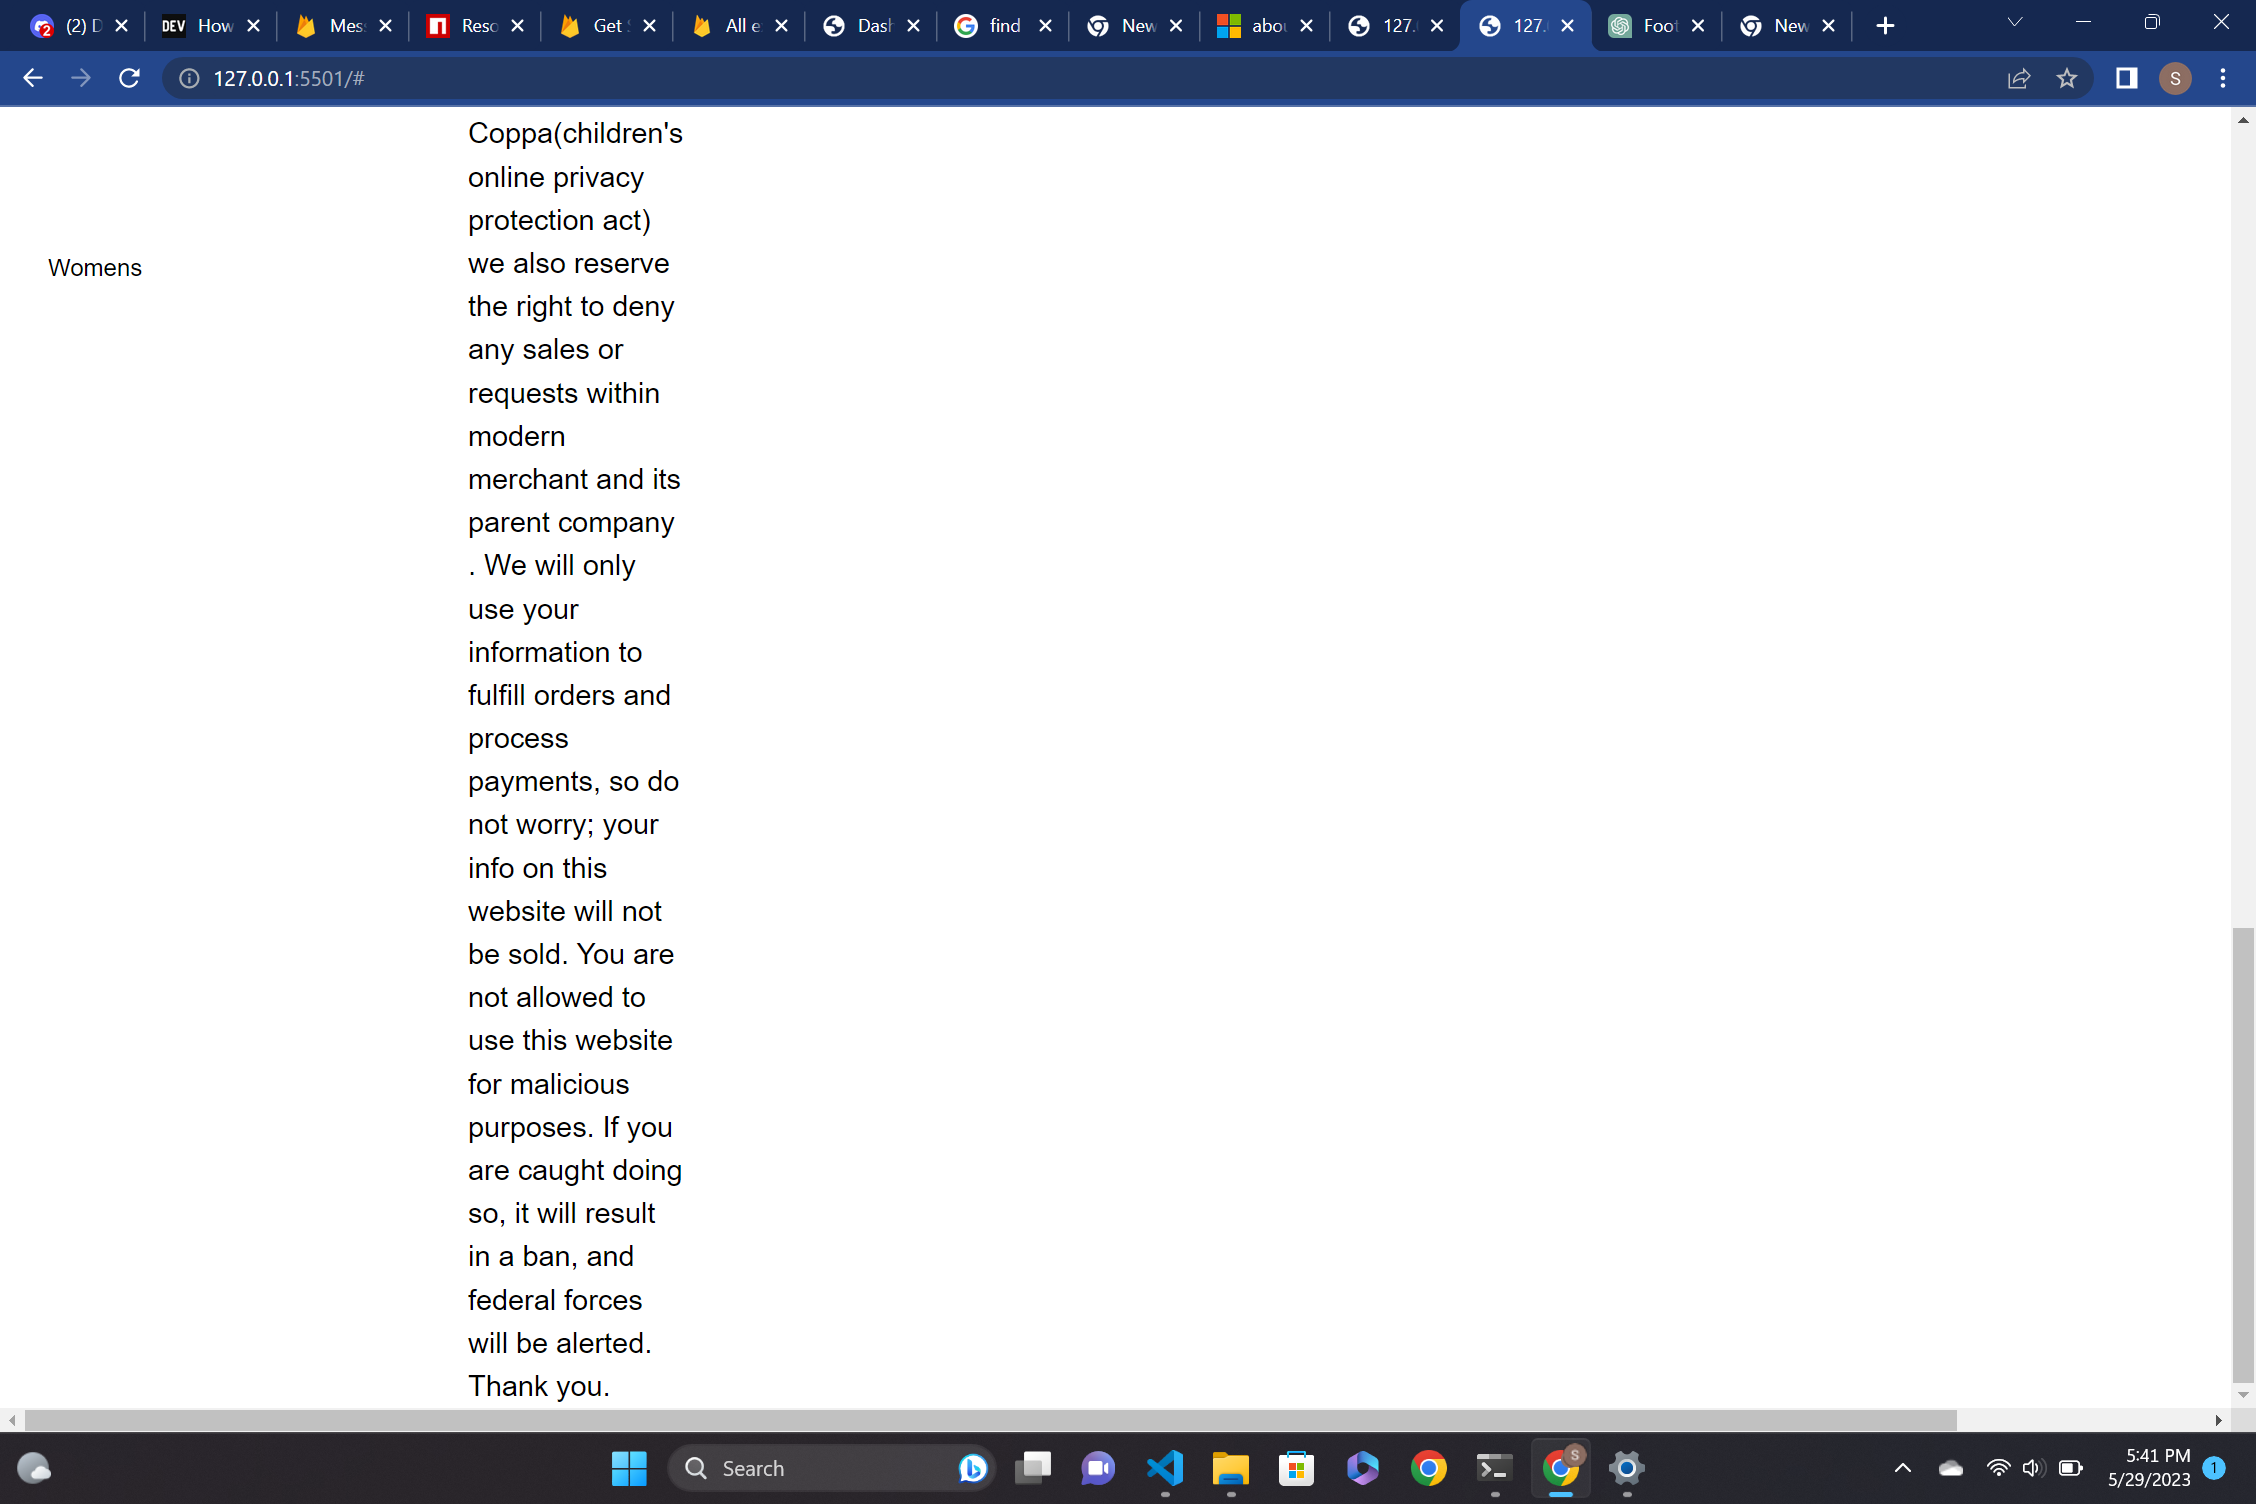 (2) D
DEV How
Mes
Reso
Get S
All e
Dash
find
New
abou
127.
127.
Foot
New
127.0.0.1:5501/#
S
Coppa(children's
online privacy
protection act)
Womens
we also reserve
the right to deny
any sales or
requests within
modern
merchant and its
parent company
. We will only
use your
information to
fulfill orders and
process
payments, so do
not worry; your
info on this
website will not
be sold. You are
not allowed to
use this website
for malicious
purposes. If you
are caught doing
so, it will result
in a ban, and
federal forces
will be alerted.
Thank you.
Search
S
5:41 PM
5/29/2023
1